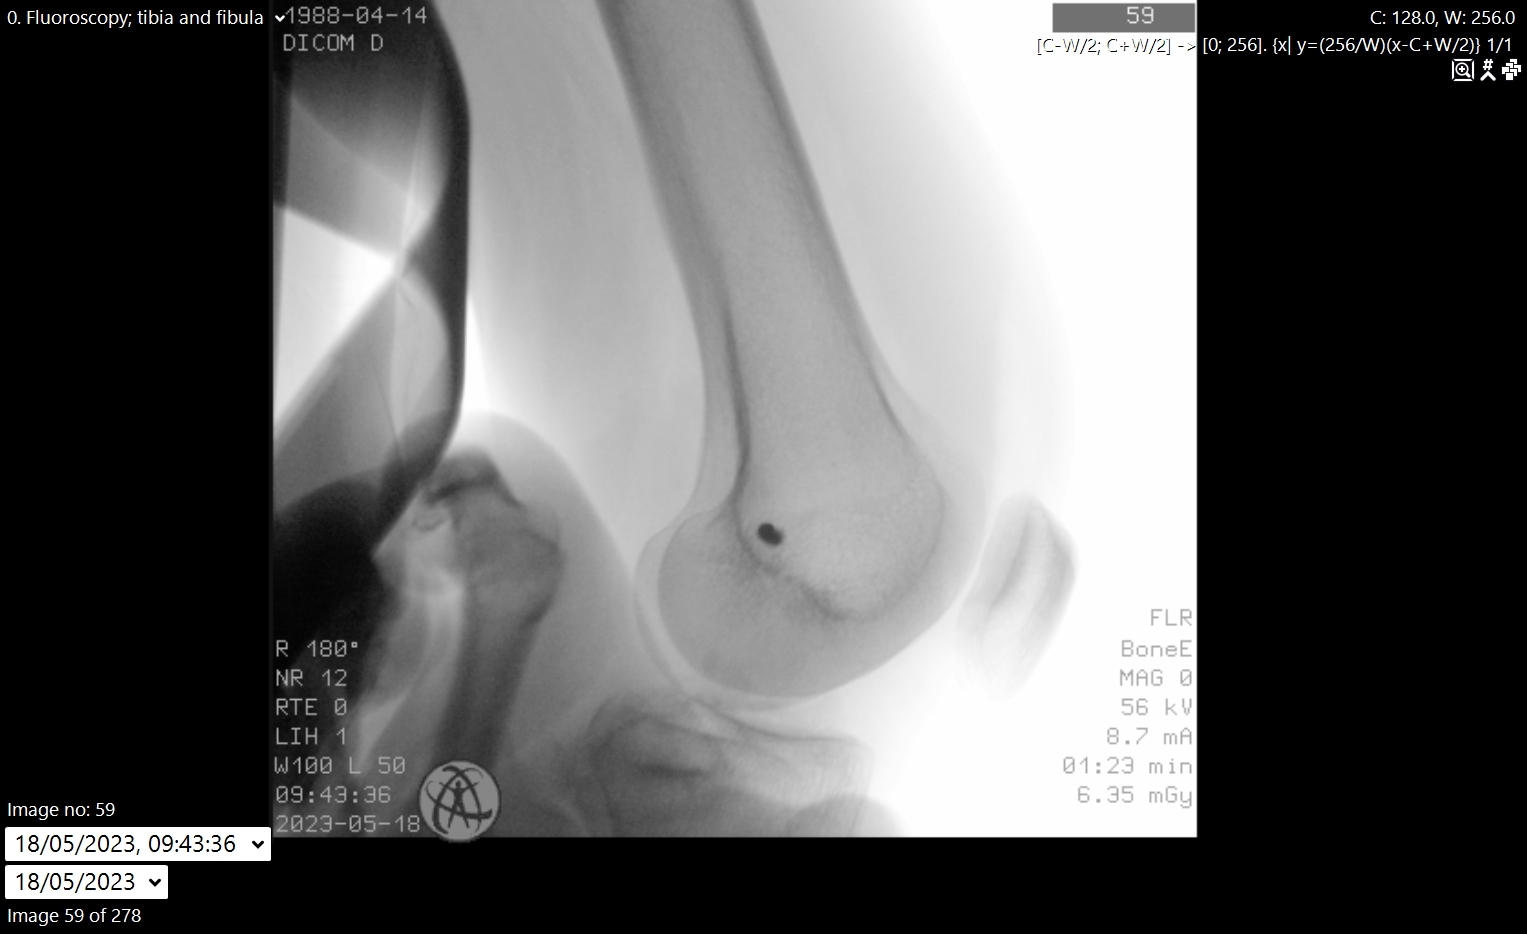 0. Fluoroscopy; tibia and fibula
1988-04-14
DICOM D
59
C: 128.0, W: 256.0
[C-W/2; C+W/2] -> [0; 256]. {x| y=(256/W)(x-C+W/2)} 1/1
R 180°
NR 12
RTE 0
LIH 1
W100 L 50
09:43:36
2023-05-18
FLR
BoneE
MAG 0
56 kV
8.7 mA
01:23 min
6.35 mGy
Image no: 59
18/05/2023, 09:43:36
18/05/2023
Image 59 of 278